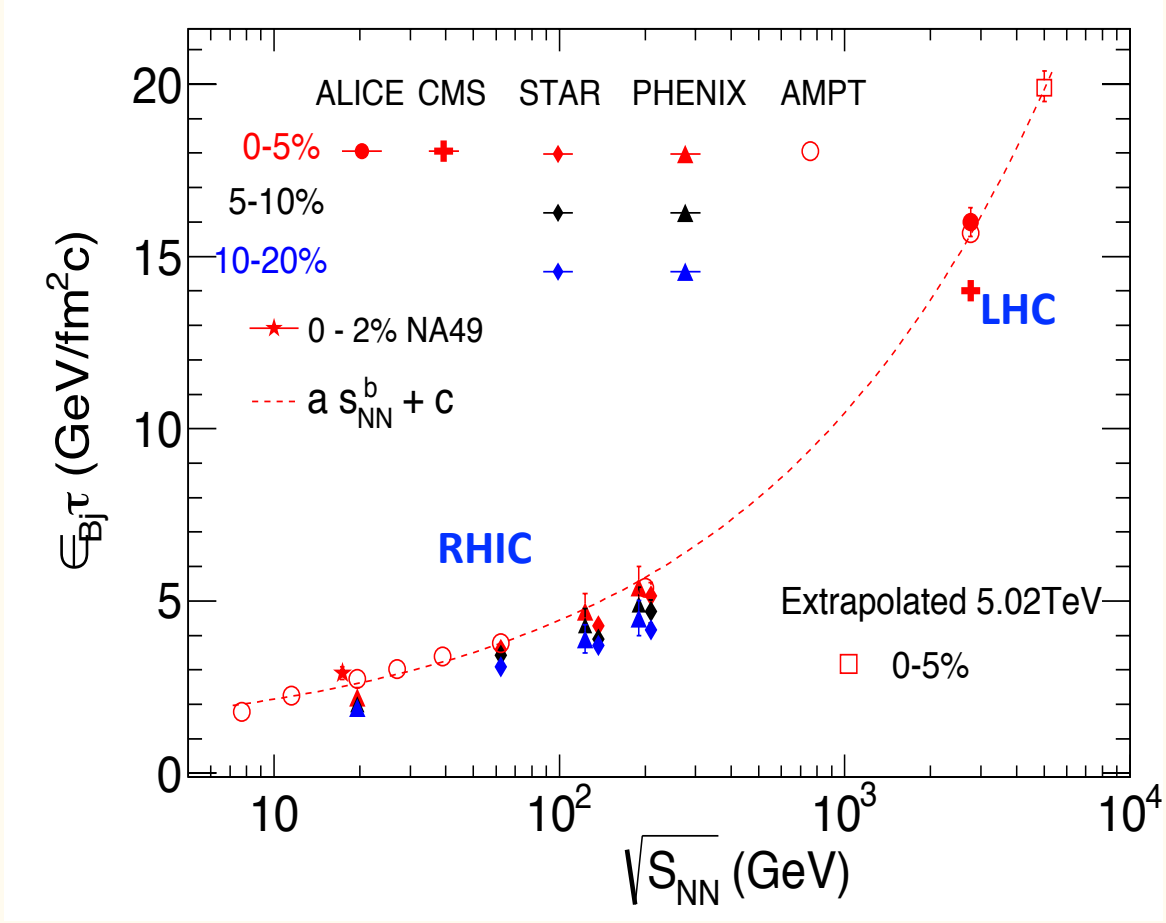 20
15
10
5
0
ϵ_Bj τ (GeV/fm²c)
ALICE CMS STAR PHENIX AMPT
0-5%
5-10%
10-20%
0 - 2% NA49
a s_NN^b + c
LHC
RHIC
Extrapolated 5.02TeV
0-5%
10 10² 10³ 10⁴
√S_NN (GeV)